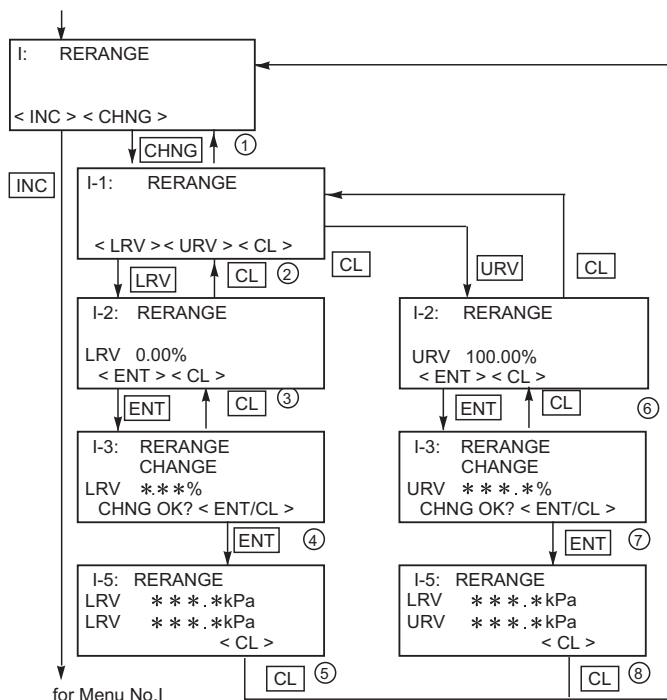 I: RERANGE
< INC > < CHNG >
CHNG ①
INC
I-1: RERANGE
< LRV > < URV > < CL >
LRV
CL ②
CL
URV
CL
I-2: RERANGE
LRV 0.00%
< ENT > < CL >
I-2: RERANGE
URV 100.00%
< ENT > < CL >
ENT
CL ③
ENT
CL
⑥
I-3: RERANGE
CHANGE
LRV *.**%
CHNG OK? < ENT/CL >
I-3: RERANGE
CHANGE
URV ***.*%
CHNG OK? < ENT/CL >
ENT ④
ENT ⑦
I-5: RERANGE
LRV ***.*kPa
LRV ***.*kPa
< CL >
I-5: RERANGE
LRV ***.*kPa
URV ***.*kPa
< CL >
CL ⑤
CL ⑧
for Menu No.J